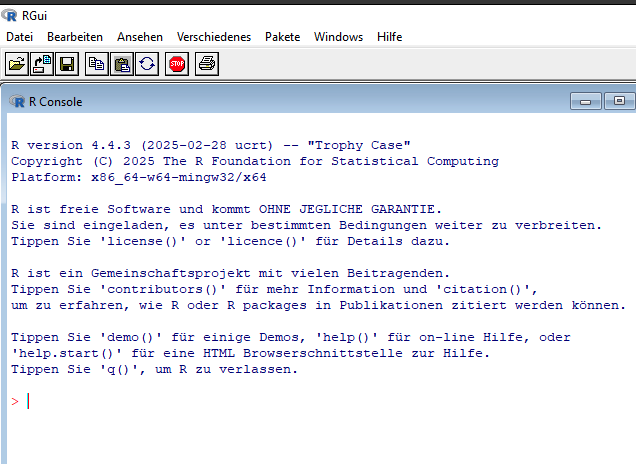 RGui
Datei Bearbeiten Ansehen Verschiedenes Pakete Windows Hilfe
STOP
R Console
R version 4.4.3 (2025-02-28 ucrt) -- "Trophy Case"
Copyright (C) 2025 The R Foundation for Statistical Computing
Platform: x86_64-w64-mingw32/x64
R ist freie Software und kommt OHNE JEGLICHE GARANTIE.
Sie sind eingeladen, es unter bestimmten Bedingungen weiter zu verbreiten.
Tippen Sie 'license()' or 'licence()' für Details dazu.
R ist ein Gemeinschaftsprojekt mit vielen Beitragenden.
Tippen Sie 'contributors()' für mehr Information und 'citation()',
um zu erfahren, wie R oder R packages in Publikationen zitiert werden können.
Tippen Sie 'demo()' für einige Demos, 'help()' für on-line Hilfe, oder
'help.start()' für eine HTML Browserschnittstelle zur Hilfe.
Tippen Sie 'q()', um R zu verlassen.
>